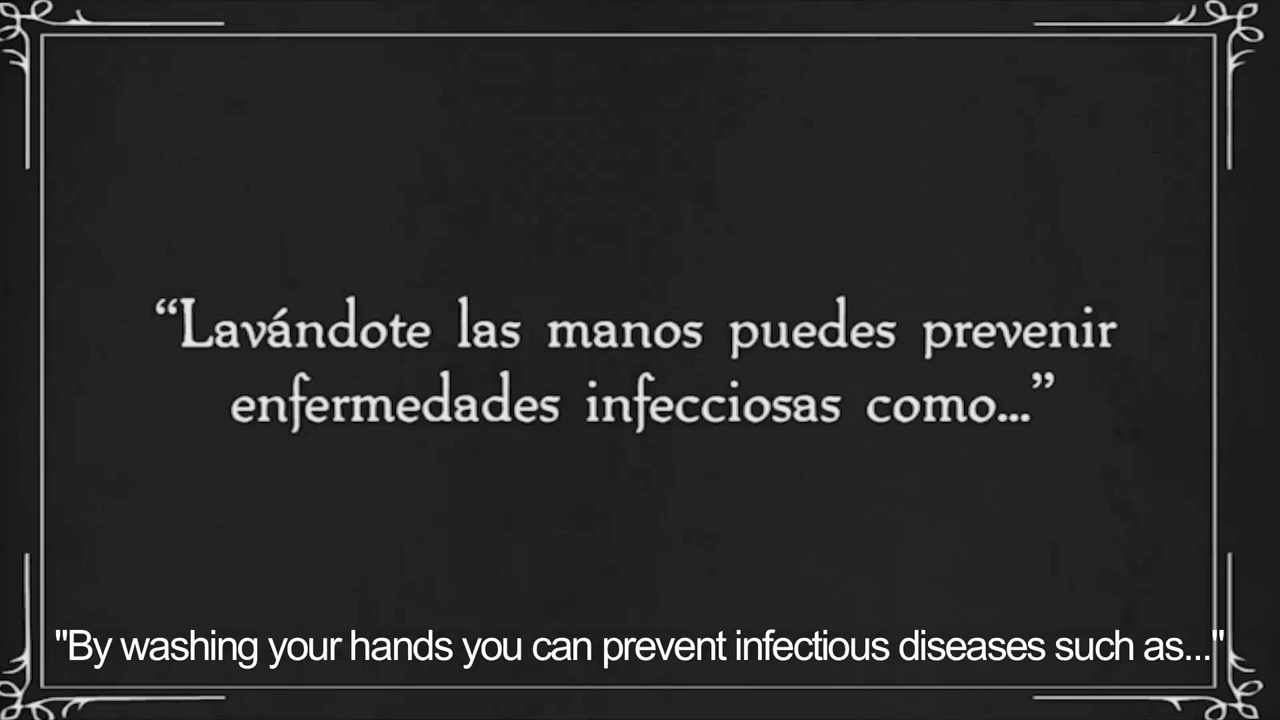 “Lavándote las manos puedes prevenir
enfermedades infecciosas como...”
"By washing your hands you can prevent infectious diseases such as..."